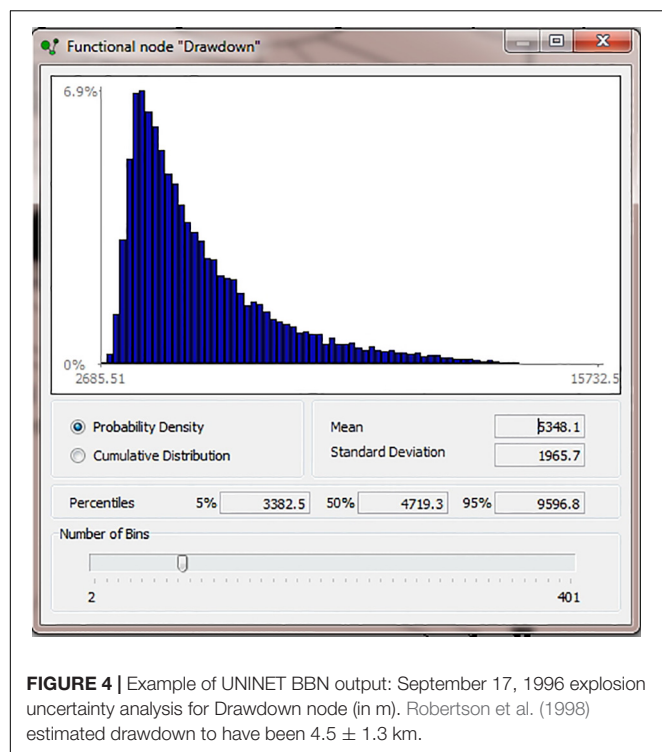 Functional node "Drawdown"
6.9%
0%
2685.51 15732.5
Probability Density
Cumulative Distribution
Mean 5348.1
Standard Deviation 1965.7
Percentiles 5% 3382.5 50% 4719.3 95% 9596.8
Number of Bins
2 401
FIGURE 4 | Example of UNINET BBN output: September 17, 1996 explosion
uncertainty analysis for Drawdown node (in m). Robertson et al. (1998)
estimated drawdown to have been 4.5 ± 1.3 km.